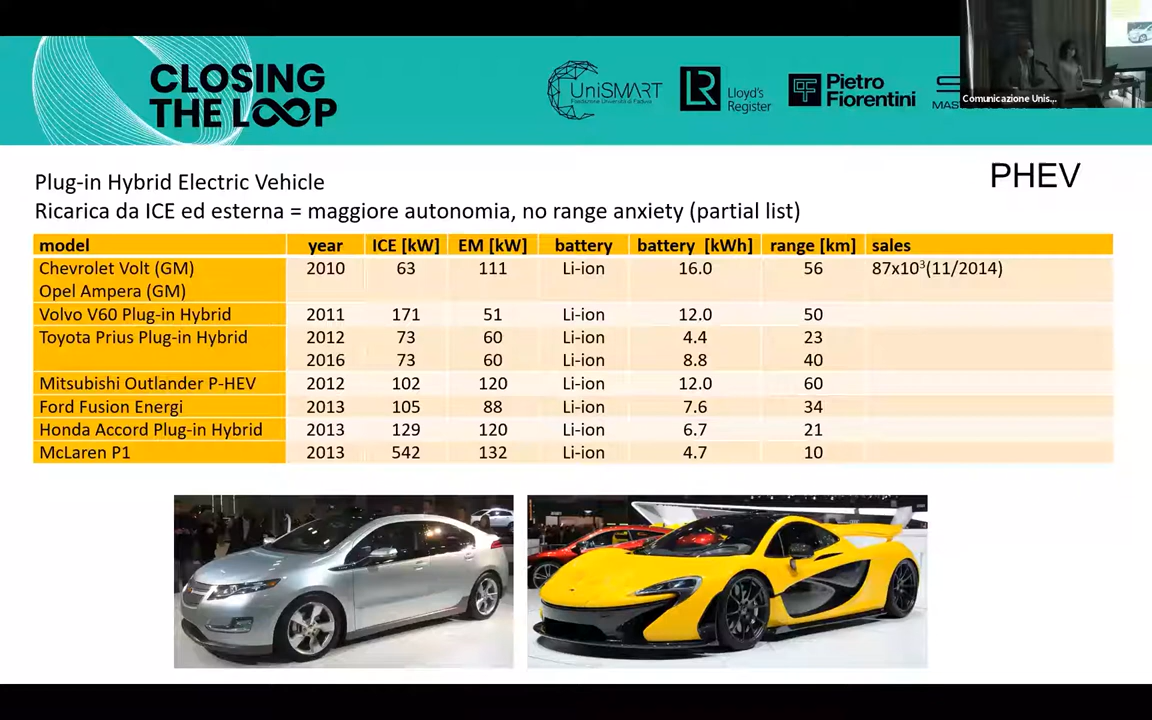 CLOSING
THE LOOP
UniSMART
Fondazione Università di Padova
LR
Lloyd's
Register
Pietro
Fiorentini
Comunicazione Unis...
PHEV
Plug-in Hybrid Electric Vehicle
Ricarica da ICE ed esterna = maggiore autonomia, no range anxiety (partial list)
model year ICE [kW] EM [kW] battery battery [kWh] range [km] sales
Chevrolet Volt (GM) 2010 63 111 Li-ion 16.0 56 87x10³(11/2014)
Opel Ampera (GM)
Volvo V60 Plug-in Hybrid 2011 171 51 Li-ion 12.0 50
Toyota Prius Plug-in Hybrid 2012 73 60 Li-ion 4.4 23
2016 73 60 Li-ion 8.8 40
Mitsubishi Outlander P-HEV 2012 102 120 Li-ion 12.0 60
Ford Fusion Energi 2013 105 88 Li-ion 7.6 34
Honda Accord Plug-in Hybrid 2013 129 120 Li-ion 6.7 21
McLaren P1 2013 542 132 Li-ion 4.7 10